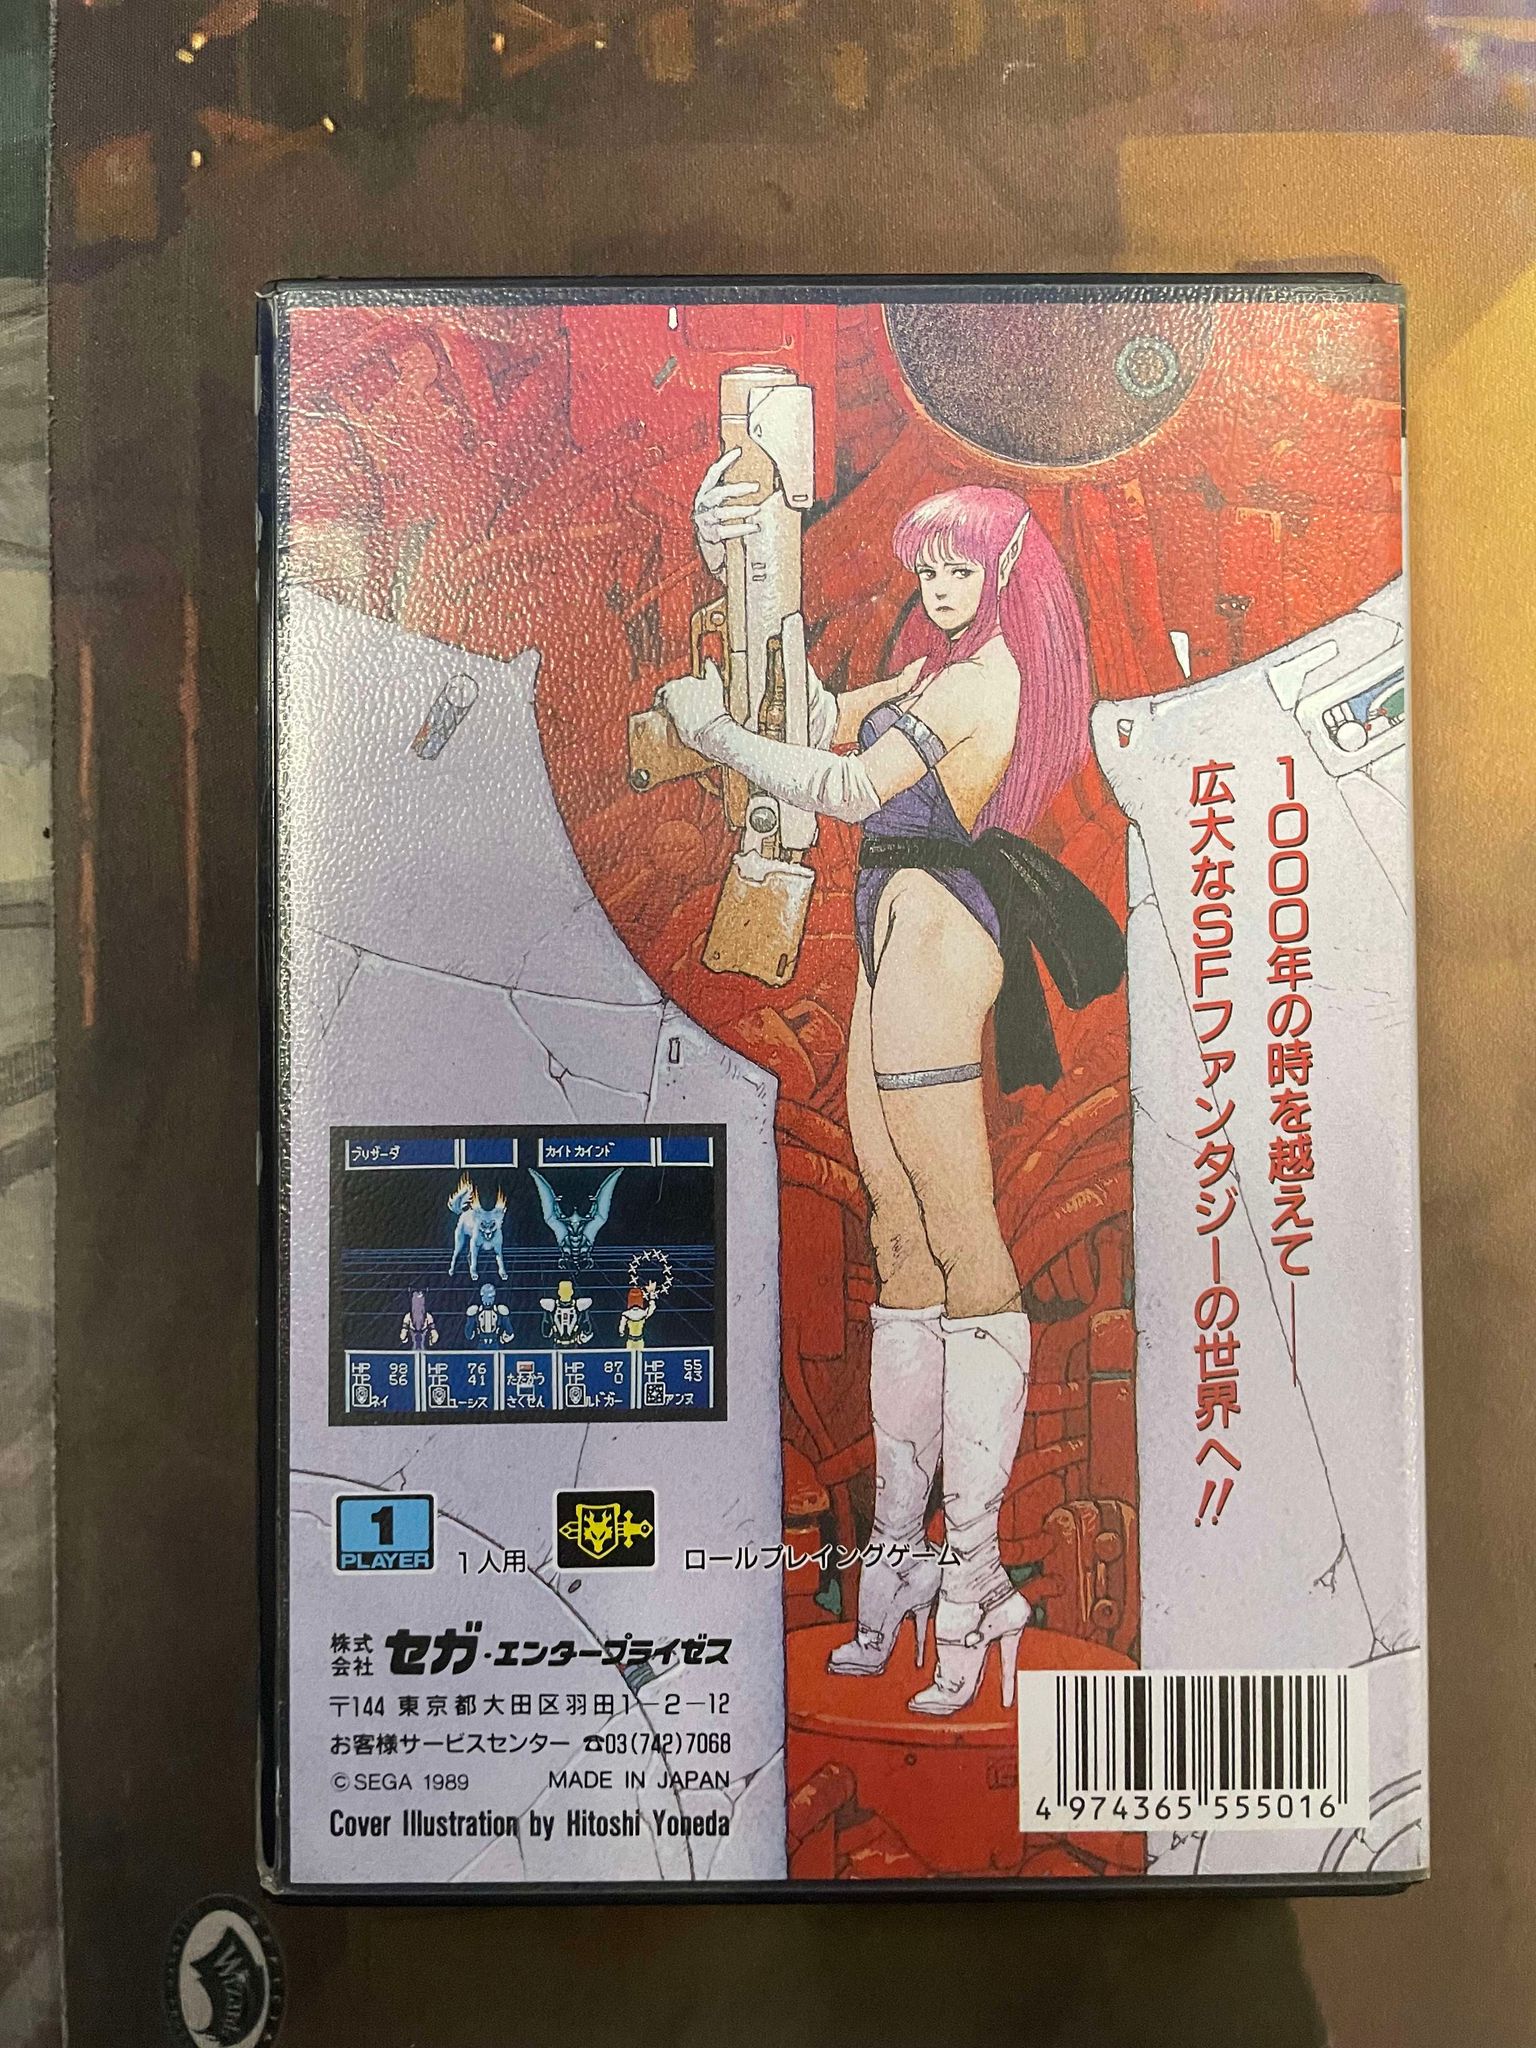 1000年の時を越えて――
広大なSFファンタジーの世界へ!!
ブリザーダ
カイトカインド
HP 98
TP 56
ネイ
HP 76
TP 41
ユーシス
たたかう
さくせん
HP 87
TP 0
ルドガー
HP 55
TP 43
アンヌ
1
PLAYER
1人用
ロールプレイングゲーム
株式会社 セガ・エンタープライゼス
〒144 東京都大田区羽田1-2-12
お客様サービスセンター ☎03(742)7068
©SEGA 1989 MADE IN JAPAN
Cover Illustration by Hitoshi Yoneda
4 974365 555016
WIZARDS